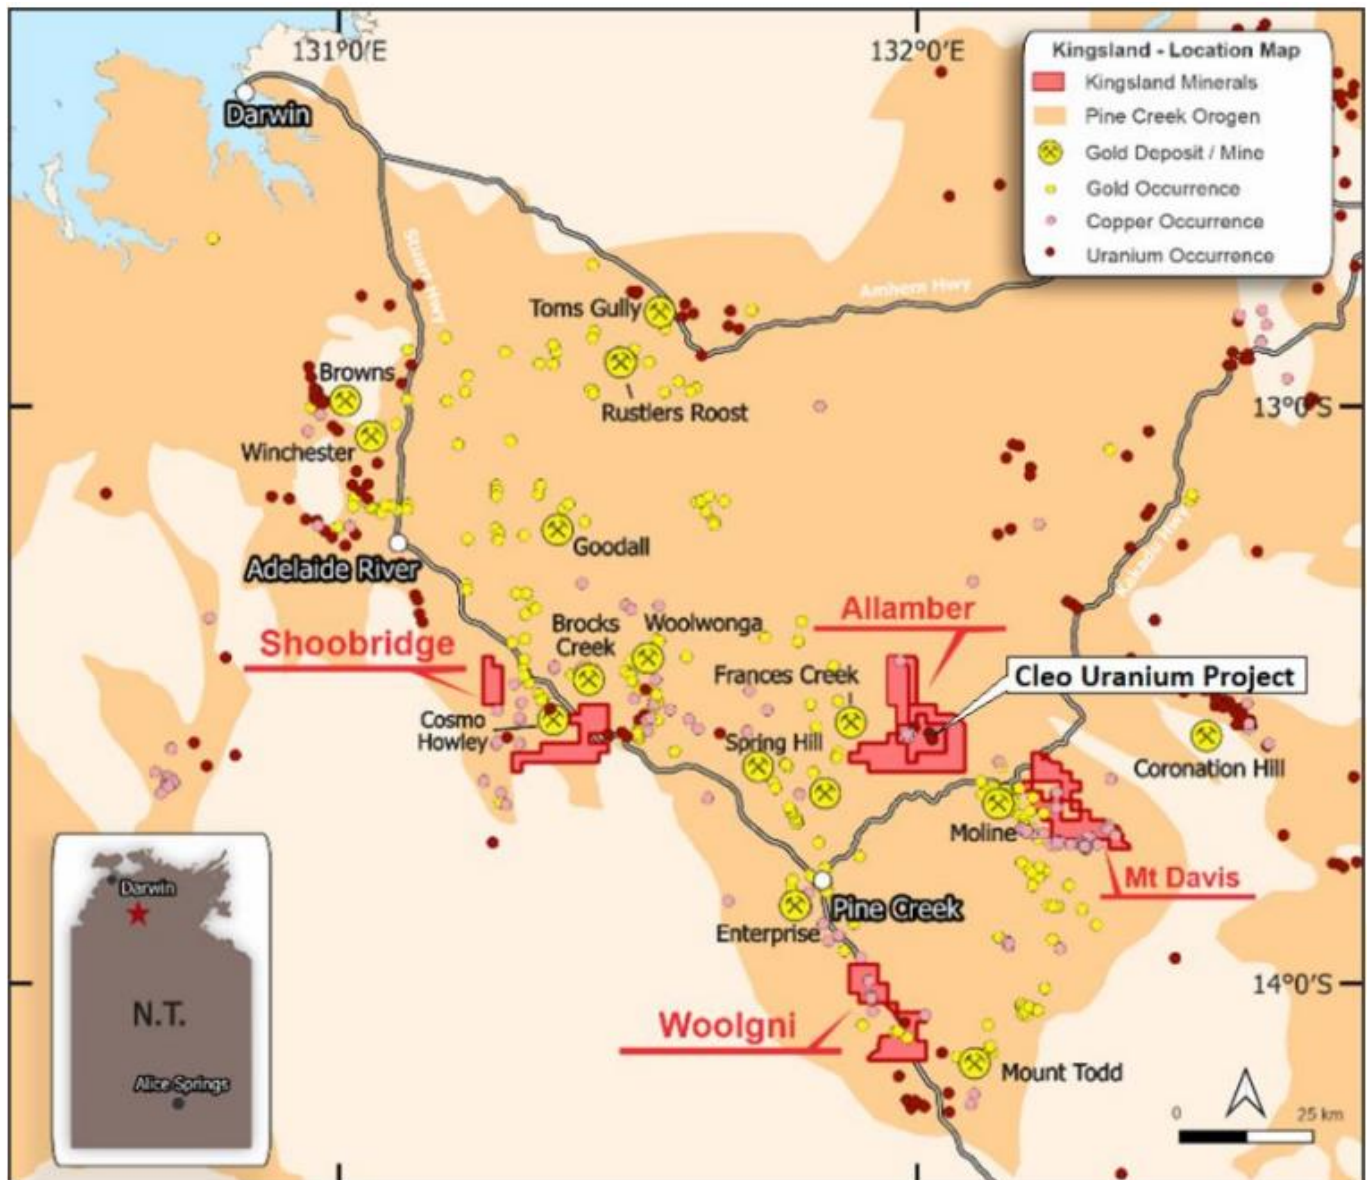 131°0'E
132°0'E
Kingsland - Location Map
Kingsland Minerals
Pine Creek Orogen
Gold Deposit / Mine
Gold Occurrence
Copper Occurrence
Uranium Occurrence
Darwin
Stuart Hwy
Arnhem Hwy
Toms Gully
Rustlers Roost
Browns
Winchester
13°0'S
Goodall
Adelaide River
Kakadu Hwy
Allamber
Shoobridge
Brocks
Creek
Woolwonga
Frances Creek
Cleo Uranium Project
Cosmo
Howley
Spring Hill
Coronation Hill
Moline
Mt Davis
Pine Creek
Enterprise
14°0'S
Woolgni
Mount Todd
Darwin
N.T.
Alice Springs
0
25 km